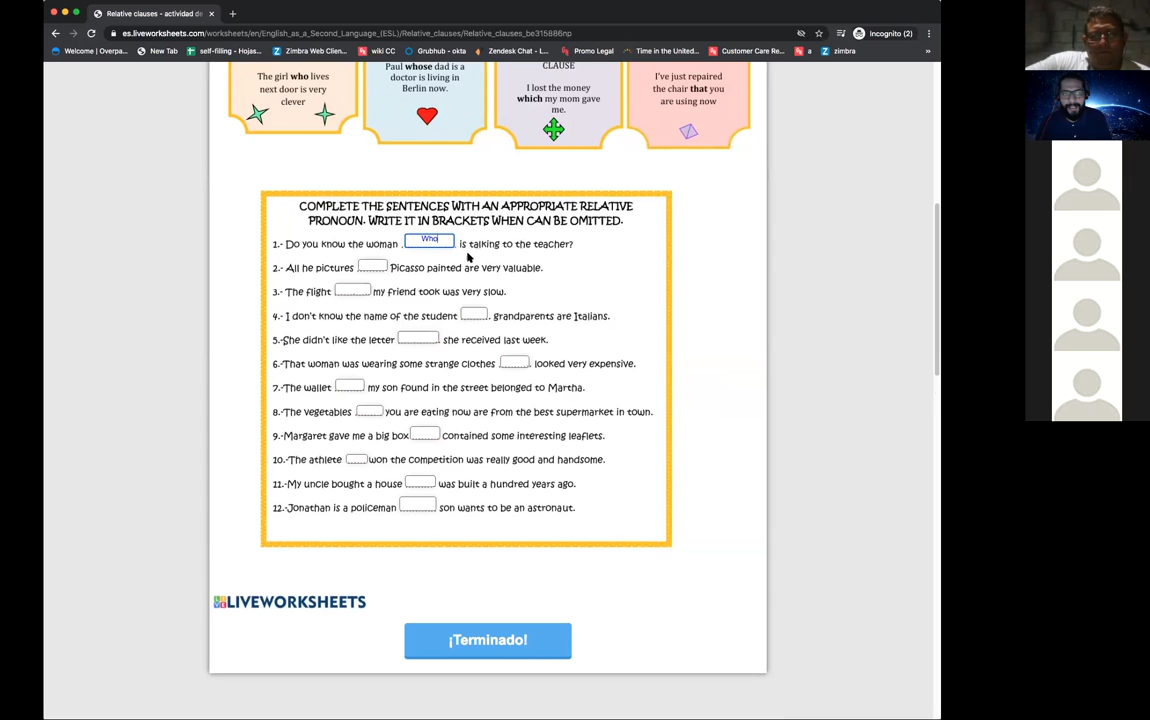 Relative clauses - actividad de
Incognito (2)
es.liveworksheets.com/worksheets/en/English_as_a_Second_Language_(ESL)/Relative_clauses/Relative_clauses_be315886np
Welcome | Overpa... New Tab self-filling - Hojas... Zimbra Web Clien... wiki CC Grubhub - okta Zendesk Chat - L... Promo Legal Time in the United... Customer Care Re... a zimbra »
The girl who lives
next door is very
clever
Paul whose dad is a
doctor is living in
Berlin now.
CLAUSE
I lost the money
which my mom gave
me.
I've just repaired
the chair that you
are using now
COMPLETE THE SENTENCES WITH AN APPROPRIATE RELATIVE
PRONOUN. WRITE IT IN BRACKETS WHEN CAN BE OMITTED.
1.- Do you know the woman Who is talking to the teacher?
2.- All he pictures Picasso painted are very valuable.
3.- The flight my friend took was very slow.
4.- I don't know the name of the student grandparents are Italians.
5.-She didn't like the letter she received last week.
6.-That woman was wearing some strange clothes looked very expensive.
7.-The wallet my son found in the street belonged to Martha.
8.-The vegetables you are eating now are from the best supermarket in town.
9.-Margaret gave me a big box contained some interesting leaflets.
10.-The athlete won the competition was really good and handsome.
11.-My uncle bought a house was built a hundred years ago.
12.-Jonathan is a policeman son wants to be an astronaut.
LIVEWORKSHEETS
¡Terminado!